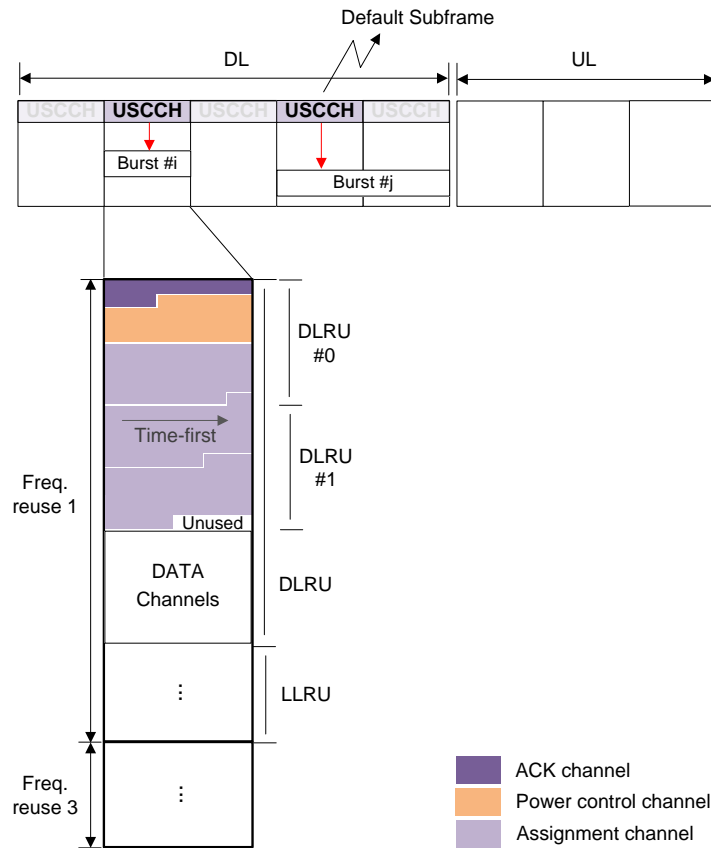 Default Subframe
DL
UL
USCCH USCCH USCCH USCCH USCCH
Burst #i
Burst #j
DLRU
#0
Time-first
DLRU
#1
Freq.
reuse 1
Unused
DATA
Channels
DLRU
...
LLRU
Freq.
reuse 3
...
ACK channel
Power control channel
Assignment channel